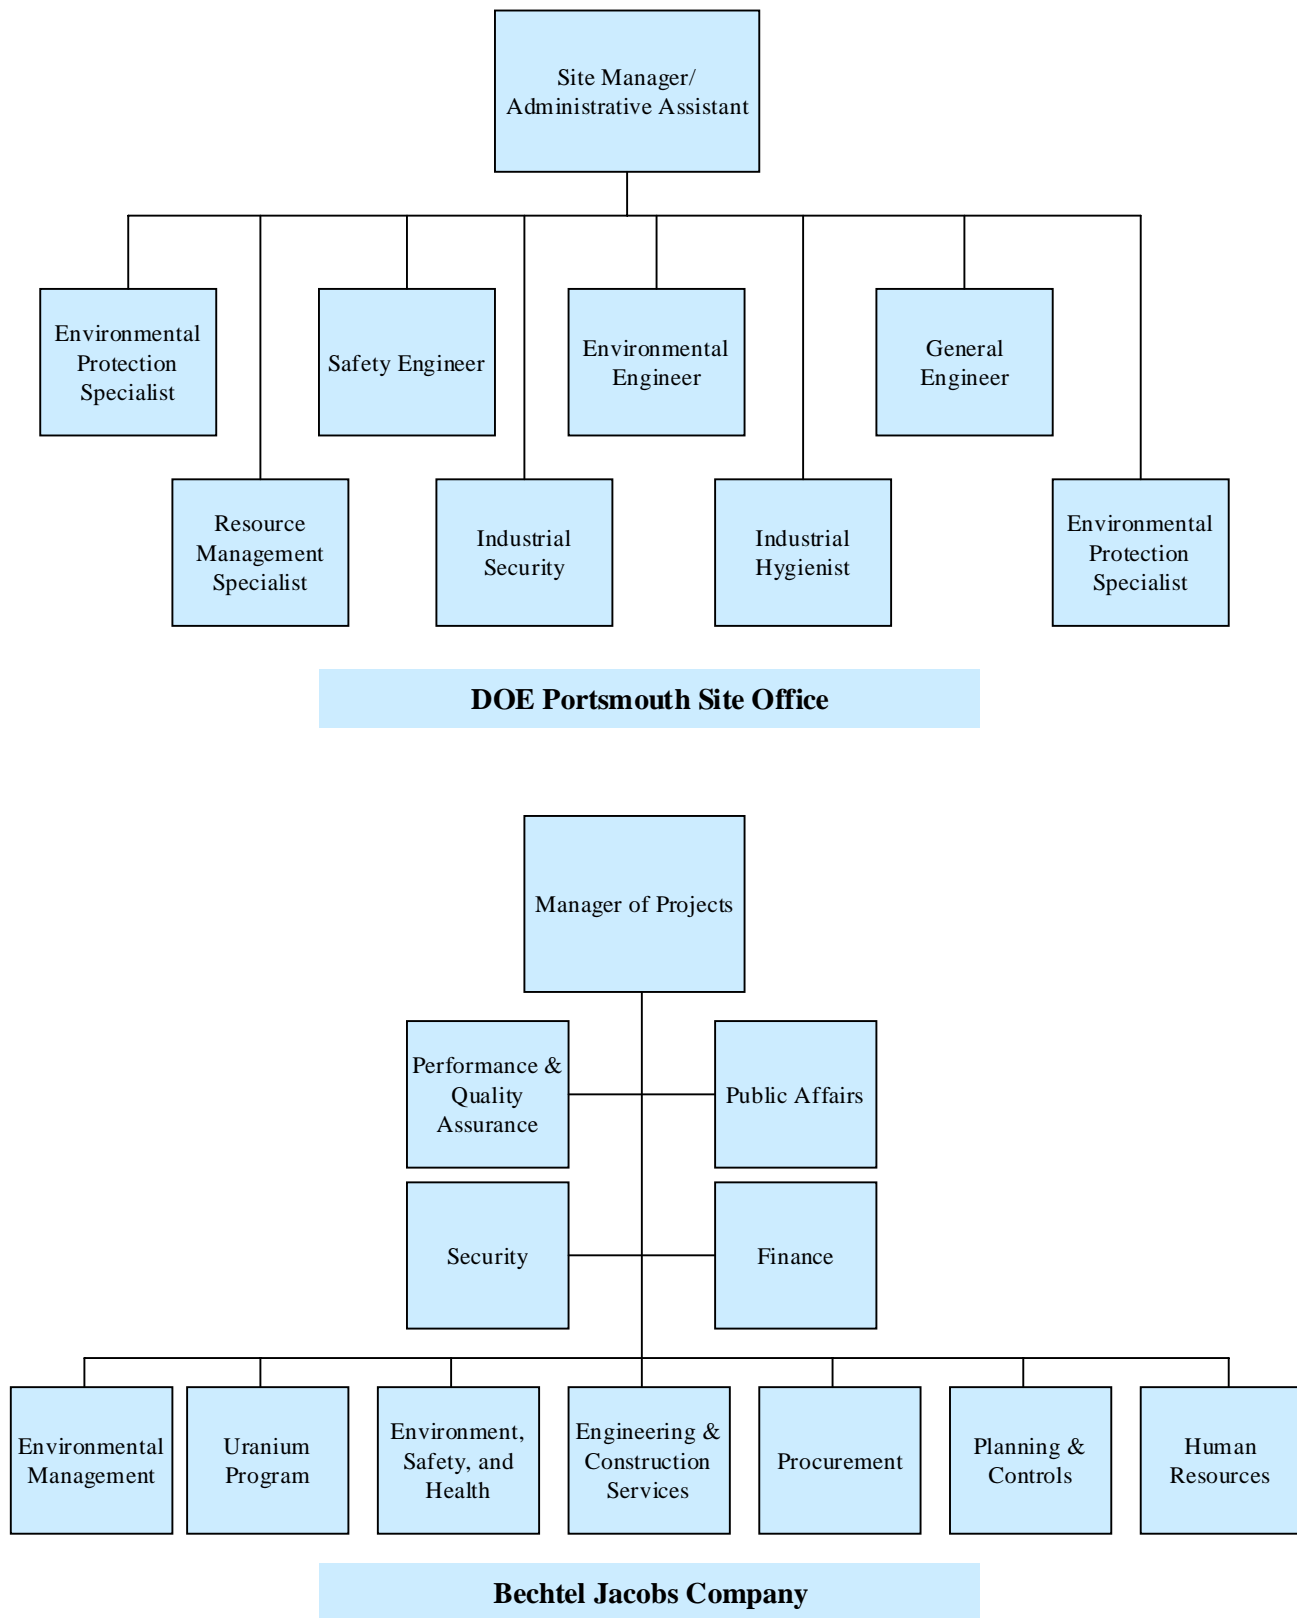 Site Manager/
Administrative Assistant
Environmental
Protection
Specialist
Safety Engineer
Environmental
Engineer
General
Engineer
Resource
Management
Specialist
Industrial
Security
Industrial
Hygienist
Environmental
Protection
Specialist
DOE Portsmouth Site Office
Manager of Projects
Performance &
Quality
Assurance
Public Affairs
Security
Finance
Environmental
Management
Uranium
Program
Environment,
Safety, and
Health
Engineering &
Construction
Services
Procurement
Planning &
Controls
Human
Resources
Bechtel Jacobs Company